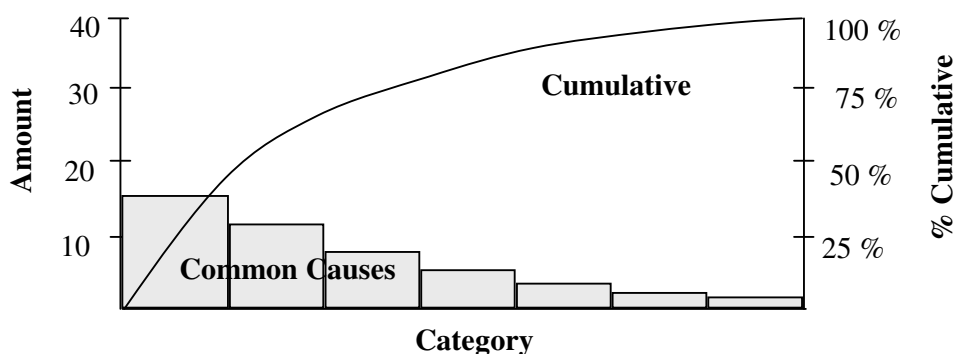 40
100 %
Cumulative
30
75 %
Amount
% Cumulative
20
50 %
10
25 %
Common Causes
Category